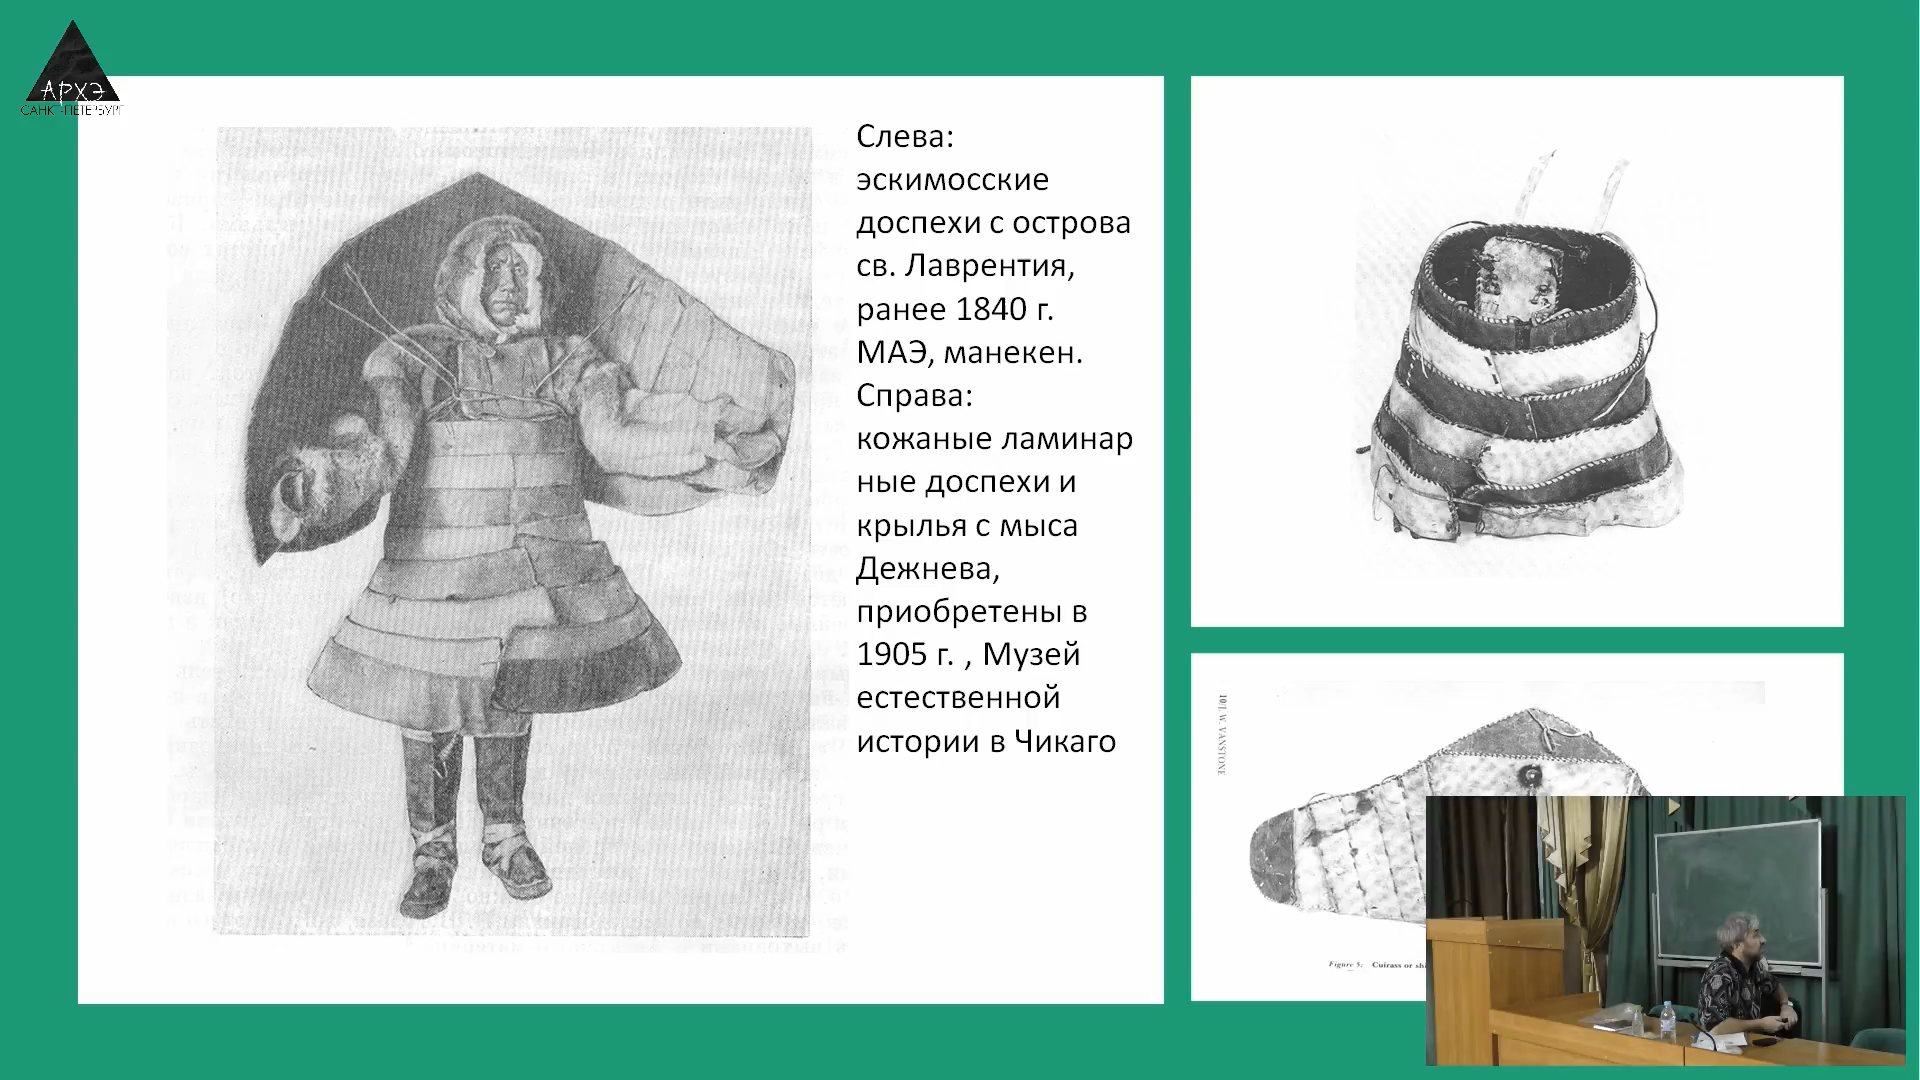 АРХЭ
САНКТ-ПЕТЕРБУРГ
Слева:
эскимосские
доспехи с острова
св. Лаврентия,
ранее 1840 г.
МАЭ, манекен.
Справа:
кожаные ламинар
ные доспехи и
крылья с мыса
Дежнева,
приобретены в
1905 г. , Музей
естественной
истории в Чикаго
10/J. W. VANSTONE
Figure 5: Cuirass or